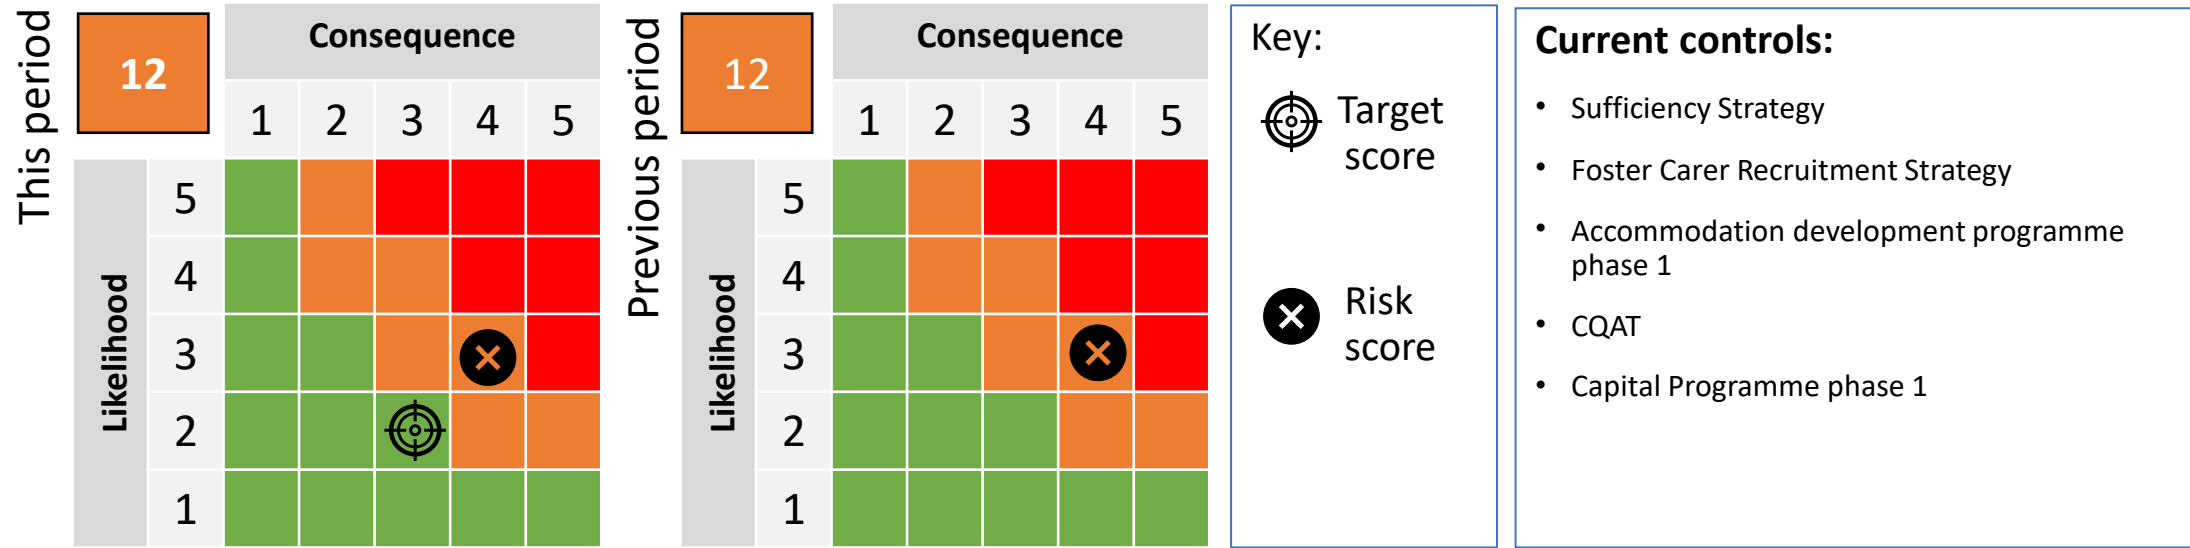 This period
12
Consequence
1 2 3 4 5
Likelihood
5
4
3
2
1
Previous period
12
Consequence
1 2 3 4 5
Likelihood
5
4
3
2
1
Key:
Target
score
Risk
score
Current controls:
• Sufficiency Strategy
• Foster Carer Recruitment Strategy
• Accommodation development programme
phase 1
• CQAT
• Capital Programme phase 1